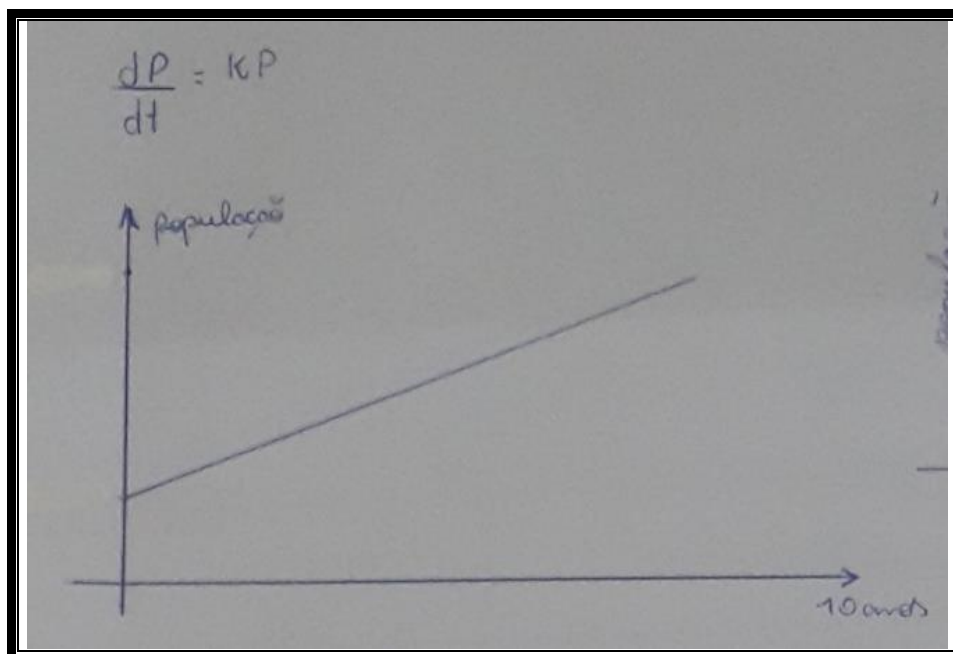 dP = KP
dt
população
10 anos